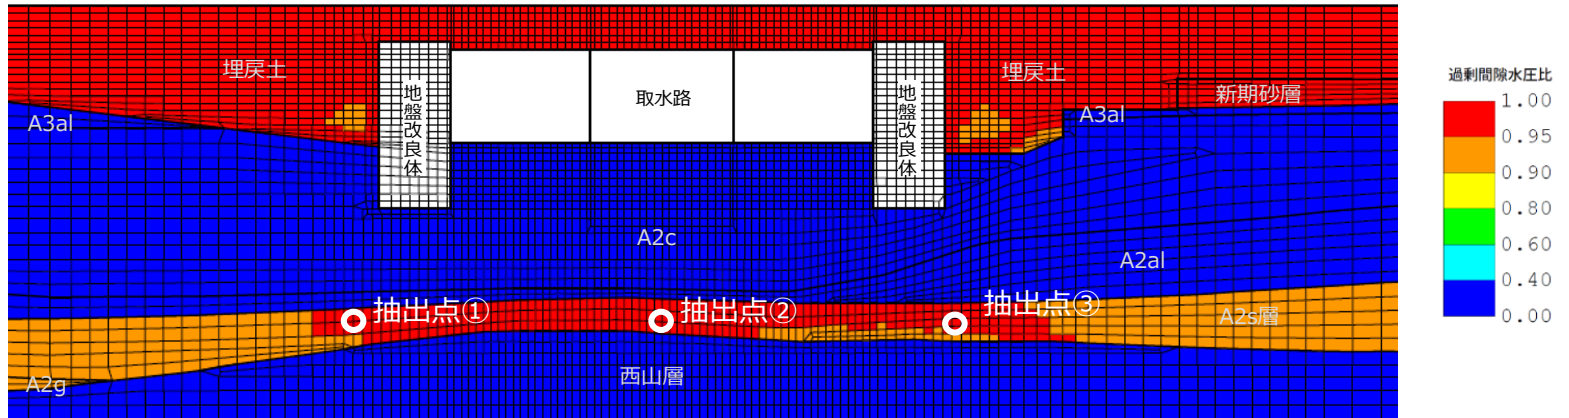 埋戻土
地盤改良体
取水路
地盤改良体
埋戻土
新期砂層
A3al
A3al
A2c
A2al
抽出点①
抽出点②
抽出点③
A2s層
A2g
西山層
過剰間隙水圧比
1.00
0.95
0.90
0.80
0.60
0.40
0.00